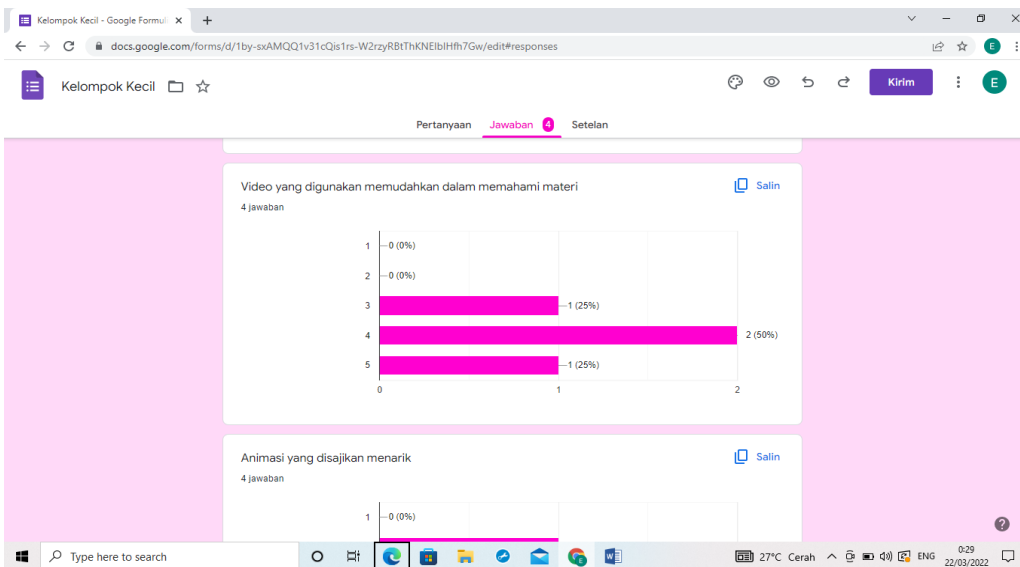 Kelompok Kecil - Google Formuli
docs.google.com/forms/d/1by-sxAMQQ1v31cQis1rs-W2rzyRBtThKNEIbIHfh7Gw/edit#responses
E
Kelompok Kecil
Kirim
E
Pertanyaan Jawaban 4 Setelan
Video yang digunakan memudahkan dalam memahami materi
Salin
4 jawaban
1 0 (0%)
2 0 (0%)
3 1 (25%)
4 2 (50%)
5 1 (25%)
0 1 2
Animasi yang disajikan menarik
Salin
4 jawaban
1 0 (0%)
Type here to search
27°C Cerah
ENG
0:29
22/03/2022